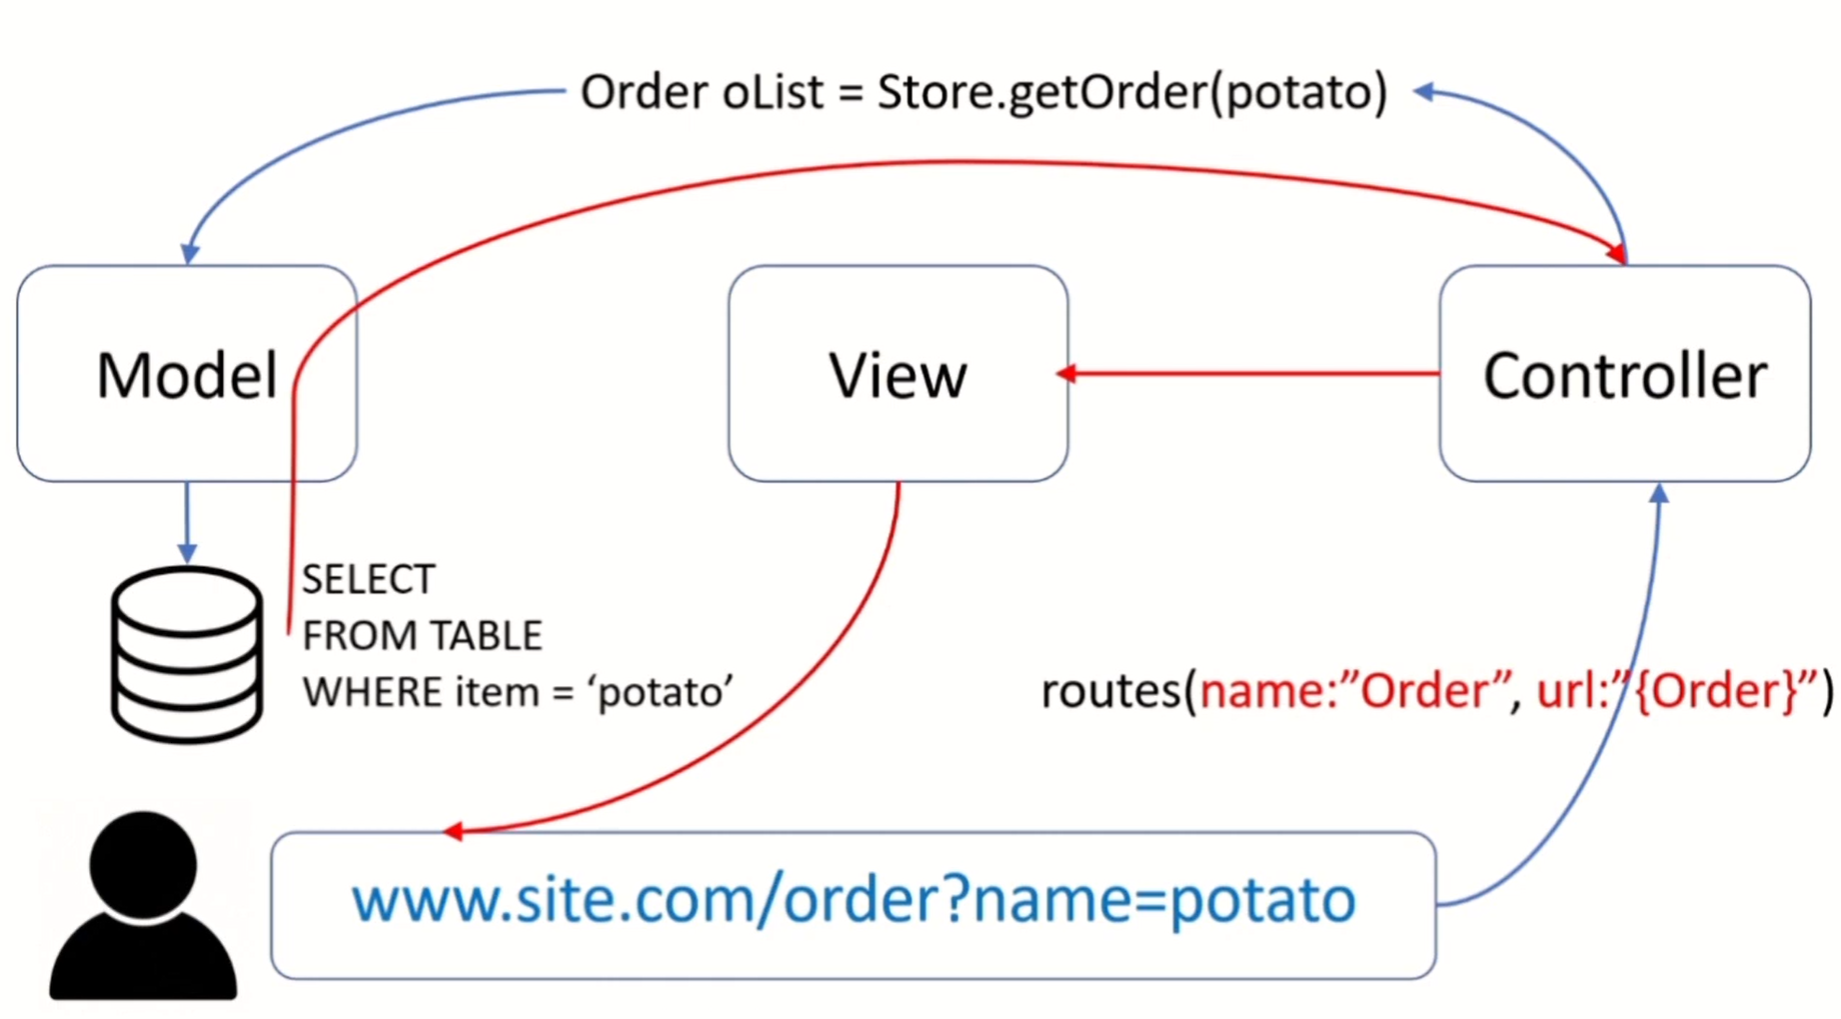 Order oList = Store.getOrder(potato)
Model
View
Controller
SELECT
FROM TABLE
WHERE item = ‘potato’
routes(name:”Order”, url:”{Order}”)
www.site.com/order?name=potato